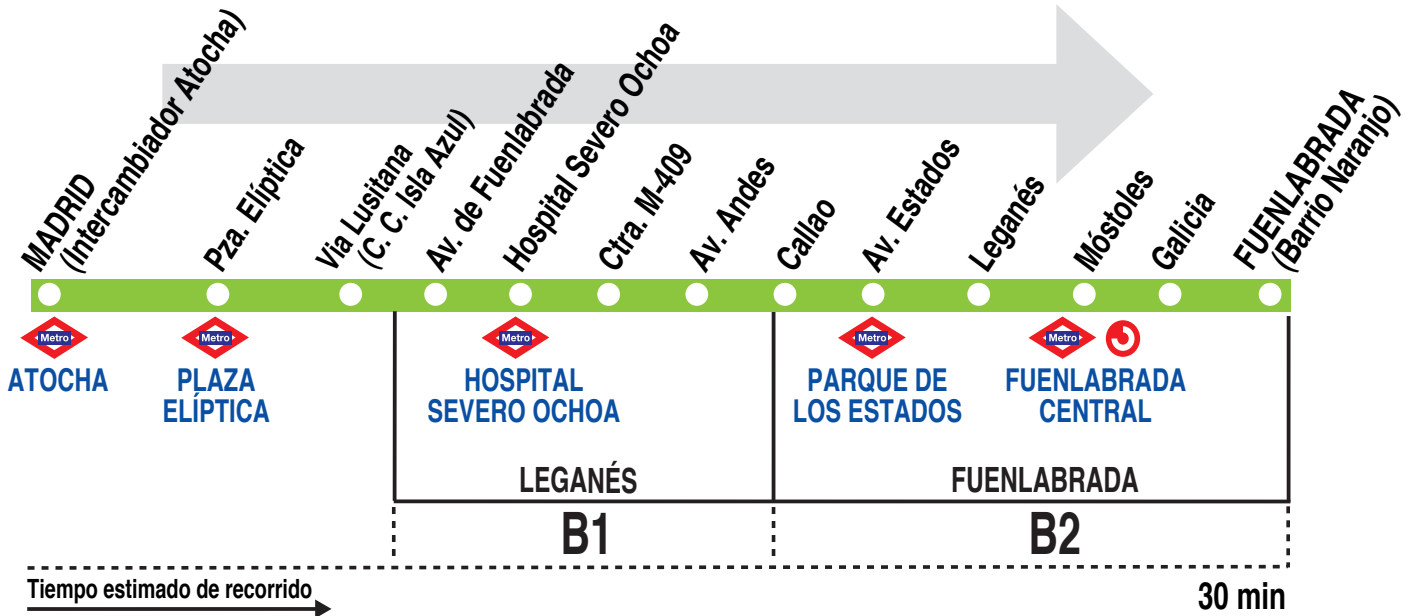 MADRID
(Intercambiador Atocha)
Pza. Elíptica
Via Lusitana
(C. C. Isla Azul)
Av. de Fuenlabrada
Hospital Severo Ochoa
Ctra. M-409
Av. Andes
Callao
Av. Estados
Leganés
Móstoles
Galicia
FUENLABRADA
(Barrio Naranjo)
Metro
ATOCHA
Metro
PLAZA
ELÍPTICA
Metro
HOSPITAL
SEVERO OCHOA
Metro
PARQUE DE
LOS ESTADOS
Metro
FUENLABRADA
CENTRAL
LEGANÉS
FUENLABRADA
B1
B2
Tiempo estimado de recorrido
30 min